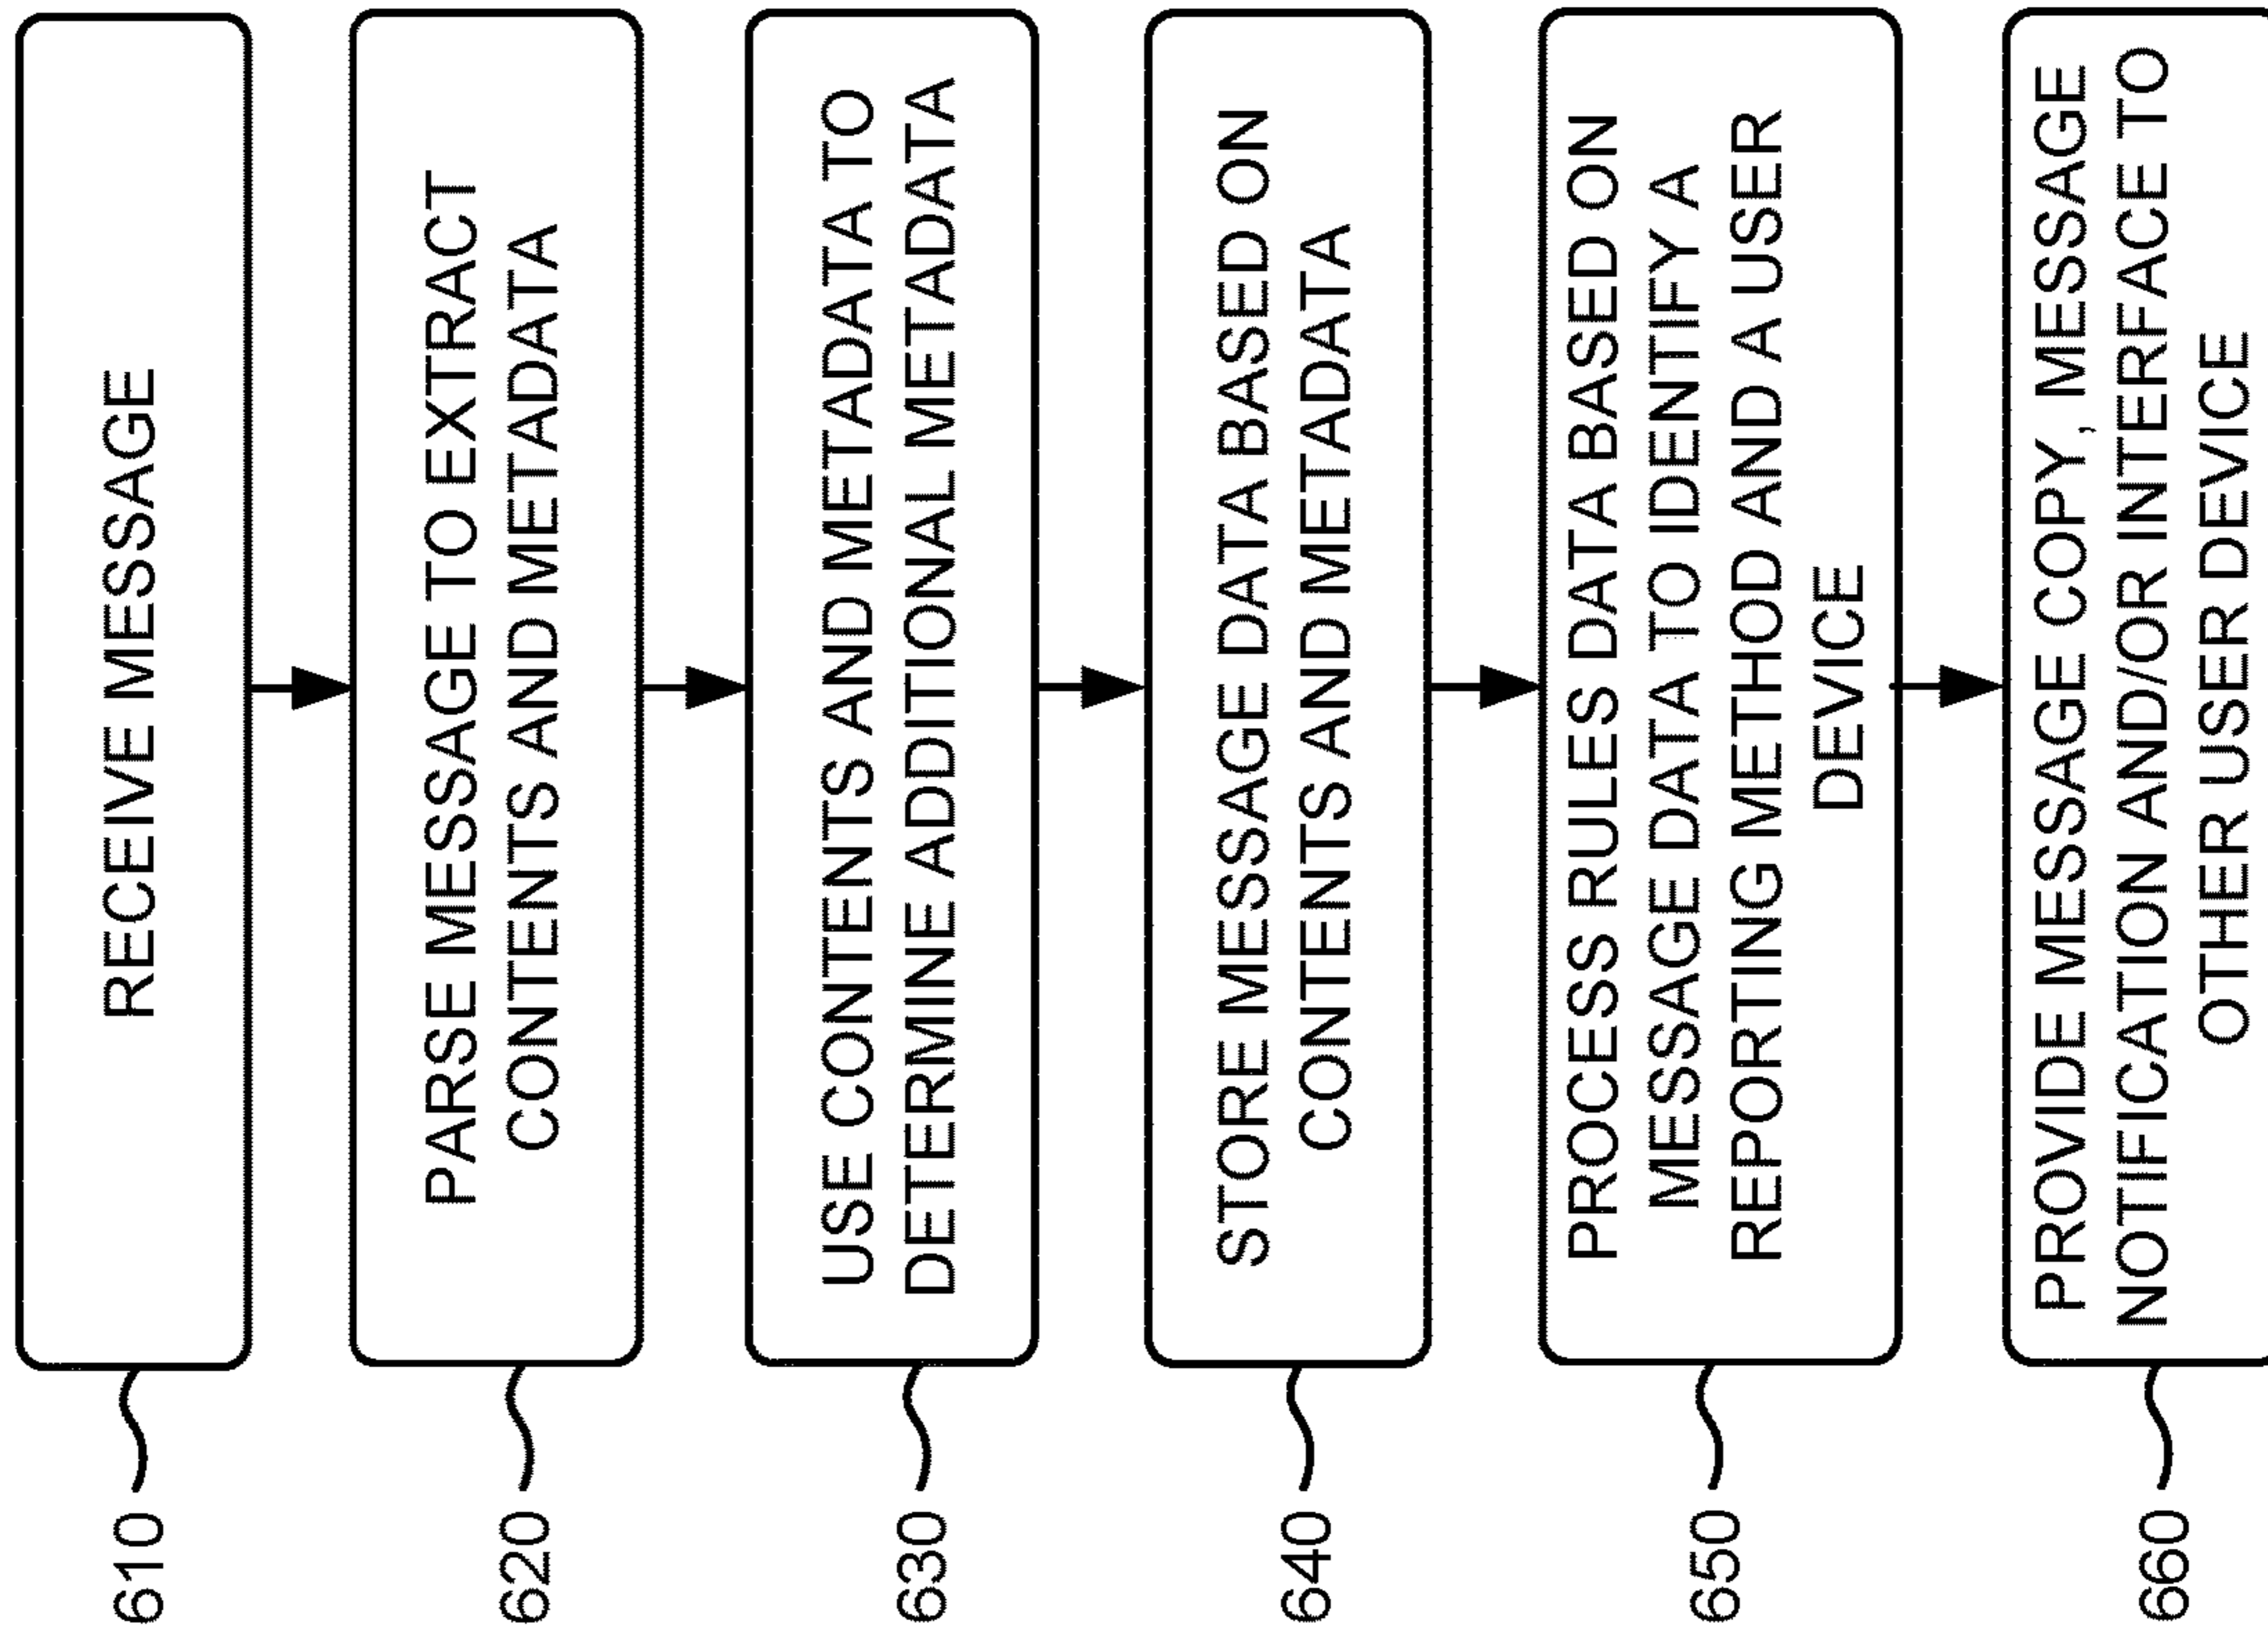 610
RECEIVE MESSAGE
620
PARSE MESSAGE TO EXTRACT
CONTENTS AND METADATA
630
USE CONTENTS AND METADATA TO
DETERMINE ADDITIONAL METADATA
640
STORE MESSAGE DATA BASED ON
CONTENTS AND METADATA
650
PROCESS RULES DATA BASED ON
MESSAGE DATA TO IDENTIFY A
REPORTING METHOD AND A USER
DEVICE
660
PROVIDE MESSAGE COPY, MESSAGE
NOTIFICATION AND/OR INTERFACE TO
OTHER USER DEVICE